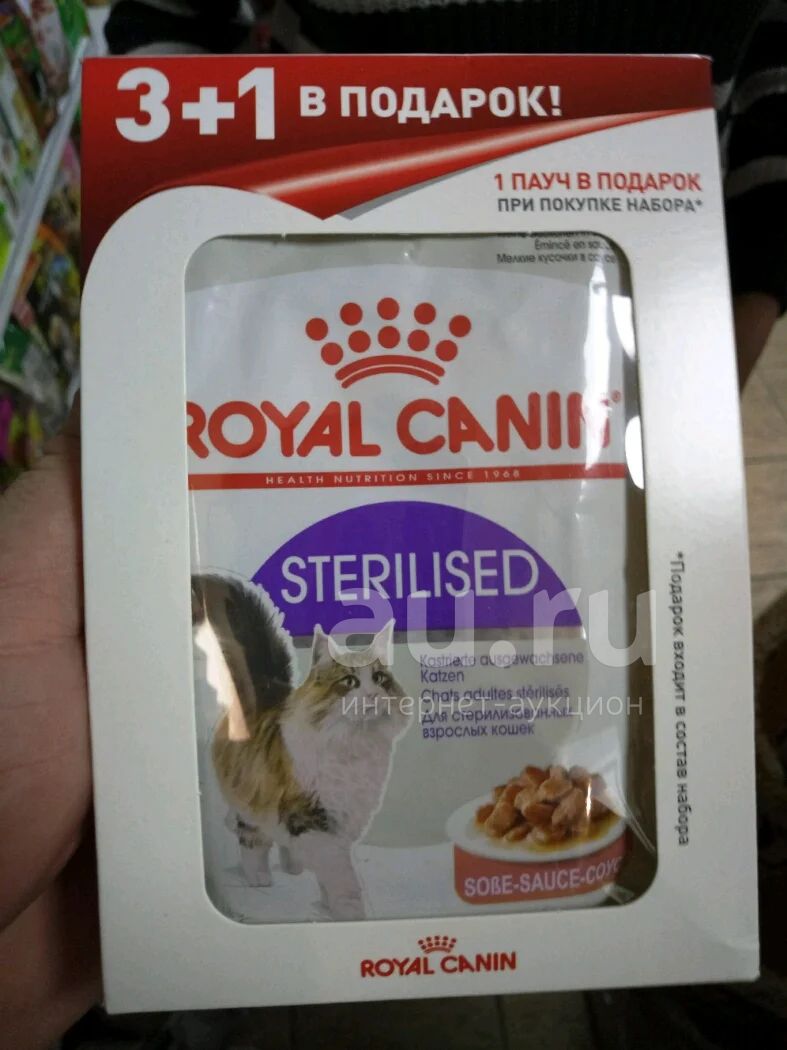 3+1 В ПОДАРОК!
1 ПАУЧ В ПОДАРОК
ПРИ ПОКУПКЕ НАБОРА*
Émincé en sauce
Мелкие кусочки в соусе
ROYAL CANIN
HEALTH NUTRITION SINCE 1968
STERILISED
au.ru
интернет-аукцион
Kastrierte ausgewachsene
Katzen
Chats adultes stérilisés
Для стерилизованных
взрослых кошек
SOßE-SAUCE-СОУС
*Подарок входит в состав набора
ROYAL CANIN